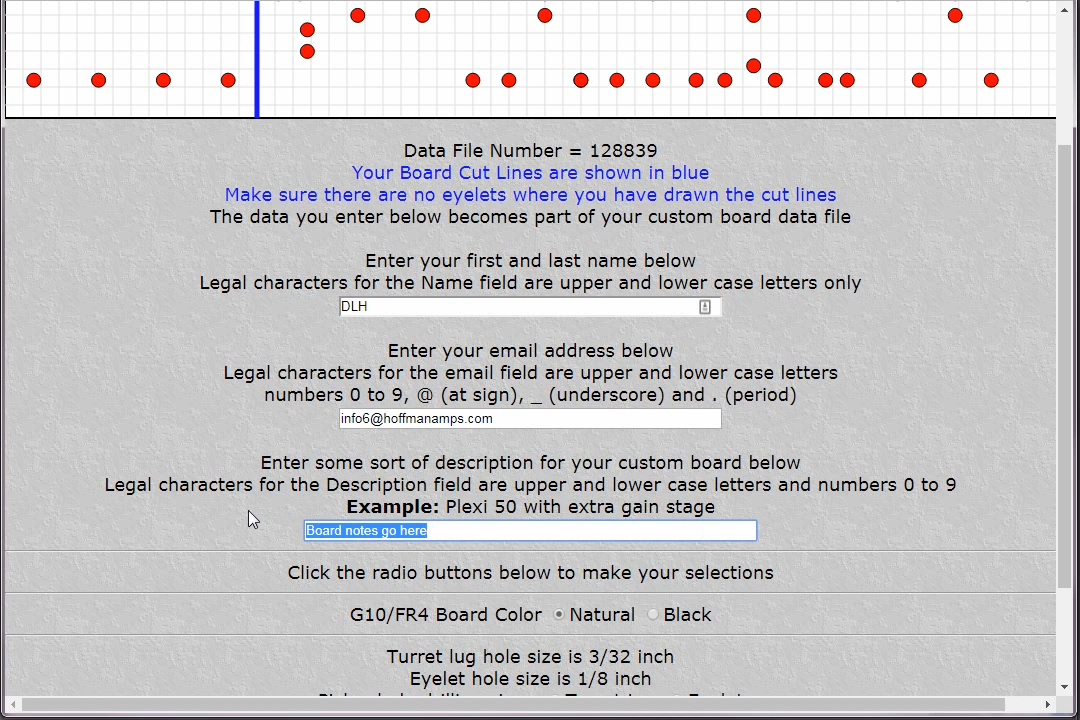 Data File Number = 128839
Your Board Cut Lines are shown in blue
Make sure there are no eyelets where you have drawn the cut lines
The data you enter below becomes part of your custom board data file
Enter your first and last name below
Legal characters for the Name field are upper and lower case letters only
DLH
Enter your email address below
Legal characters for the email field are upper and lower case letters
numbers 0 to 9, @ (at sign), _ (underscore) and . (period)
info6@hoffmanamps.com
Enter some sort of description for your custom board below
Legal characters for the Description field are upper and lower case letters and numbers 0 to 9
Example: Plexi 50 with extra gain stage
Board notes go here
Click the radio buttons below to make your selections
G10/FR4 Board Color Natural Black
Turret lug hole size is 3/32 inch
Eyelet hole size is 1/8 inch